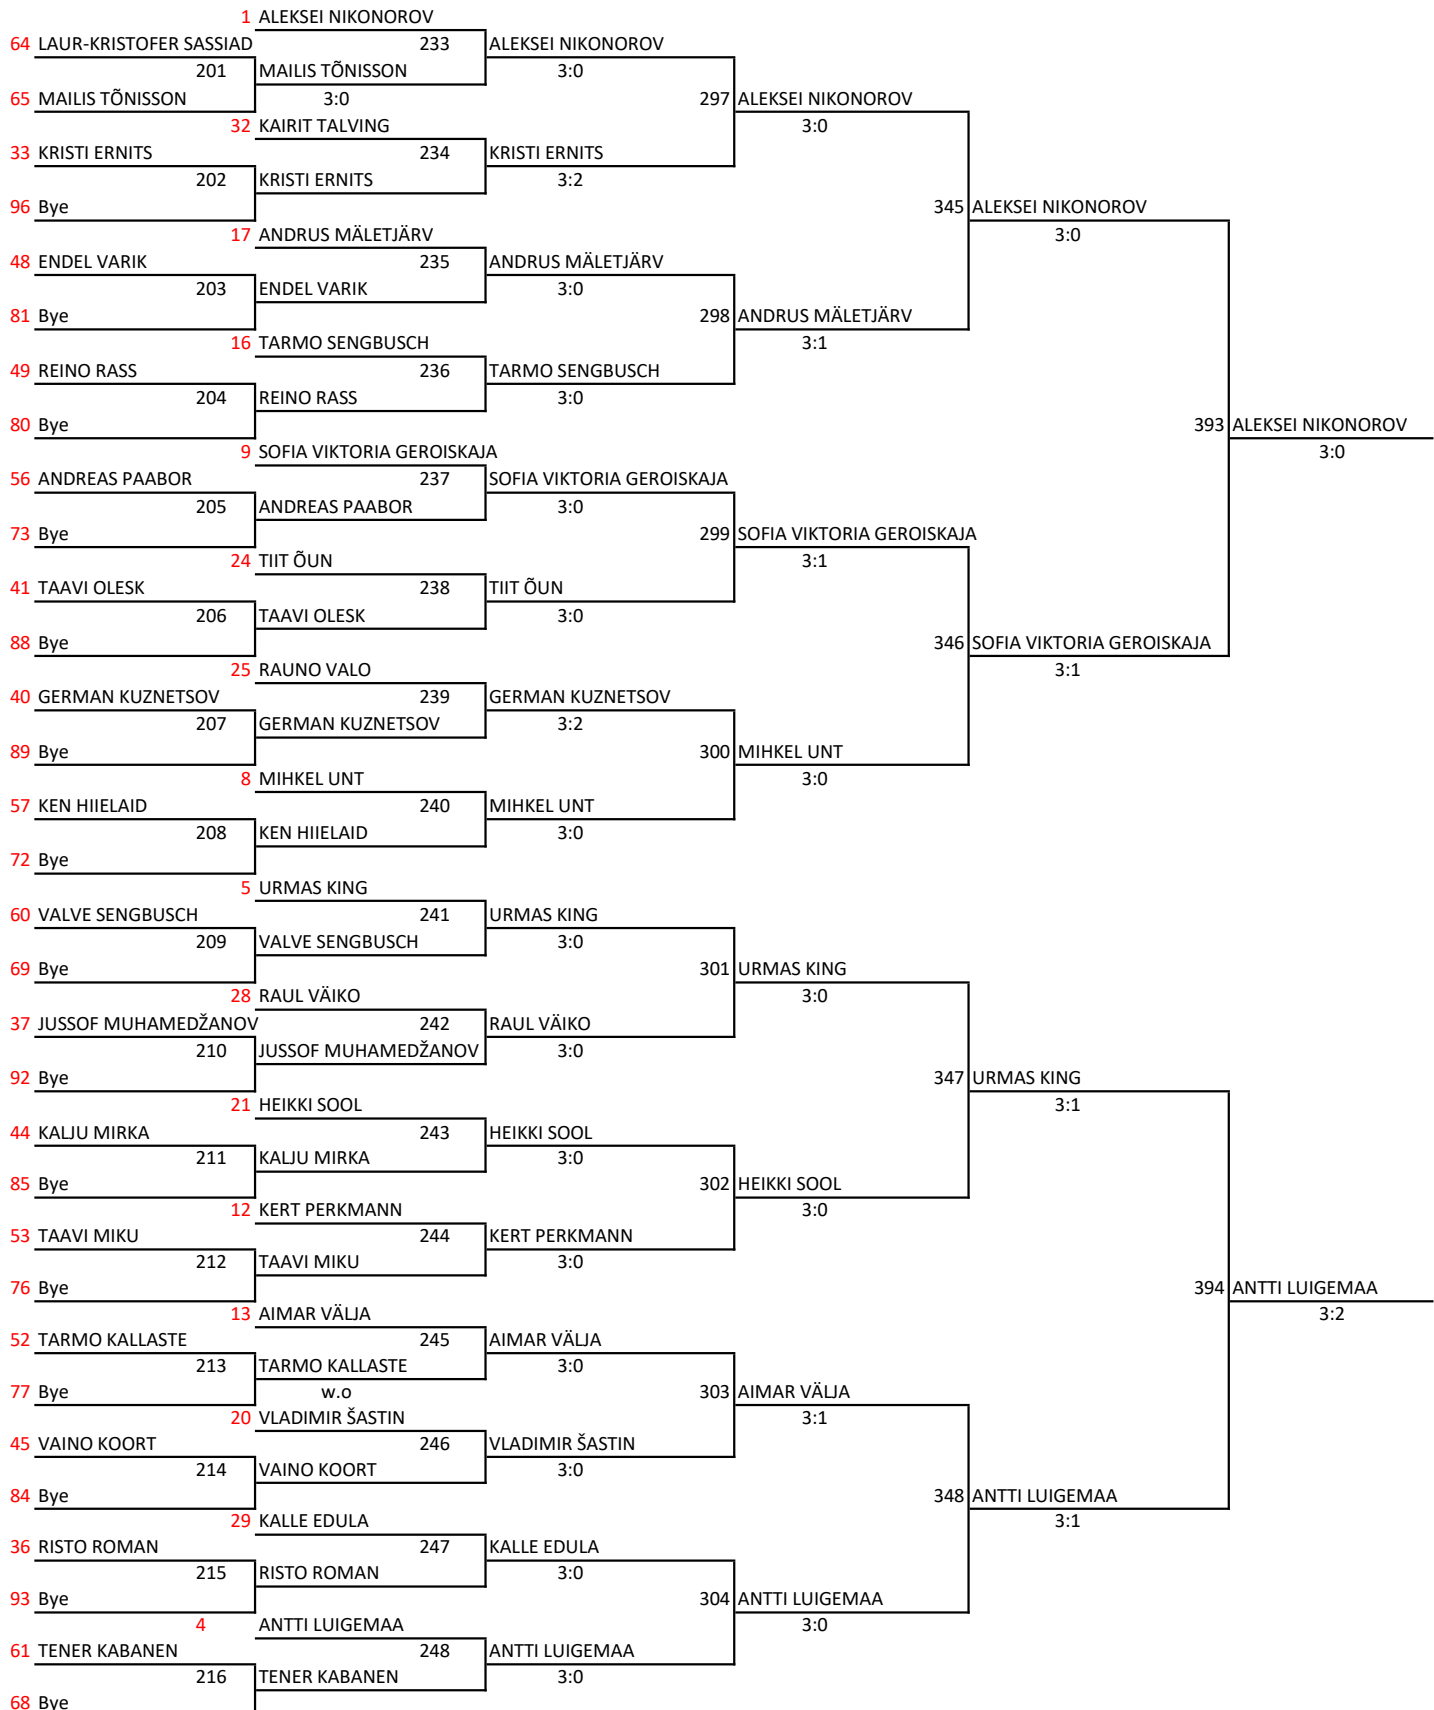 1 ALEKSEI NIKONOROV
64 LAUR-KRISTOFER SASSIAD 233 ALEKSEI NIKONOROV
201 MAILIS TÕNISSON 3:0
65 MAILIS TÕNISSON 3:0 297 ALEKSEI NIKONOROV
32 KAIRIT TALVING 3:0
33 KRISTI ERNITS 234 KRISTI ERNITS
202 KRISTI ERNITS 3:2
96 Bye 345 ALEKSEI NIKONOROV
17 ANDRUS MÄLETJÄRV 3:0
48 ENDEL VARIK 235 ANDRUS MÄLETJÄRV
203 ENDEL VARIK 3:0
81 Bye 298 ANDRUS MÄLETJÄRV
16 TARMO SENGBUSCH 3:1
49 REINO RASS 236 TARMO SENGBUSCH
204 REINO RASS 3:0
80 Bye 393 ALEKSEI NIKONOROV
9 SOFIA VIKTORIA GEROISKAJA 3:0
56 ANDREAS PAABOR 237 SOFIA VIKTORIA GEROISKAJA
205 ANDREAS PAABOR 3:0
73 Bye 299 SOFIA VIKTORIA GEROISKAJA
24 TIIT ÕUN 3:1
41 TAAVI OLESK 238 TIIT ÕUN
206 TAAVI OLESK 3:0
88 Bye 346 SOFIA VIKTORIA GEROISKAJA
25 RAUNO VALO 3:1
40 GERMAN KUZNETSOV 239 GERMAN KUZNETSOV
207 GERMAN KUZNETSOV 3:2
89 Bye 300 MIHKEL UNT
8 MIHKEL UNT 3:0
57 KEN HIIELAID 240 MIHKEL UNT
208 KEN HIIELAID 3:0
72 Bye
5 URMAS KING
60 VALVE SENGBUSCH 241 URMAS KING
209 VALVE SENGBUSCH 3:0
69 Bye 301 URMAS KING
28 RAUL VÄIKO 3:0
37 JUSSOF MUHAMEDŽANOV 242 RAUL VÄIKO
210 JUSSOF MUHAMEDŽANOV 3:0
92 Bye 347 URMAS KING
21 HEIKKI SOOL 3:1
44 KALJU MIRKA 243 HEIKKI SOOL
211 KALJU MIRKA 3:0
85 Bye 302 HEIKKI SOOL
12 KERT PERKMANN 3:0
53 TAAVI MIKU 244 KERT PERKMANN
212 TAAVI MIKU 3:0
76 Bye 394 ANTTI LUIGEMAA
13 AIMAR VÄLJA 3:2
52 TARMO KALLASTE 245 AIMAR VÄLJA
213 TARMO KALLASTE 3:0
77 Bye w.o 303 AIMAR VÄLJA
20 VLADIMIR ŠASTIN 3:1
45 VAINO KOORT 246 VLADIMIR ŠASTIN
214 VAINO KOORT 3:0
84 Bye 348 ANTTI LUIGEMAA
29 KALLE EDULA 3:1
36 RISTO ROMAN 247 KALLE EDULA
215 RISTO ROMAN 3:0
93 Bye 304 ANTTI LUIGEMAA
4 ANTTI LUIGEMAA 3:0
61 TENER KABANEN 248 ANTTI LUIGEMAA
216 TENER KABANEN 3:0
68 Bye